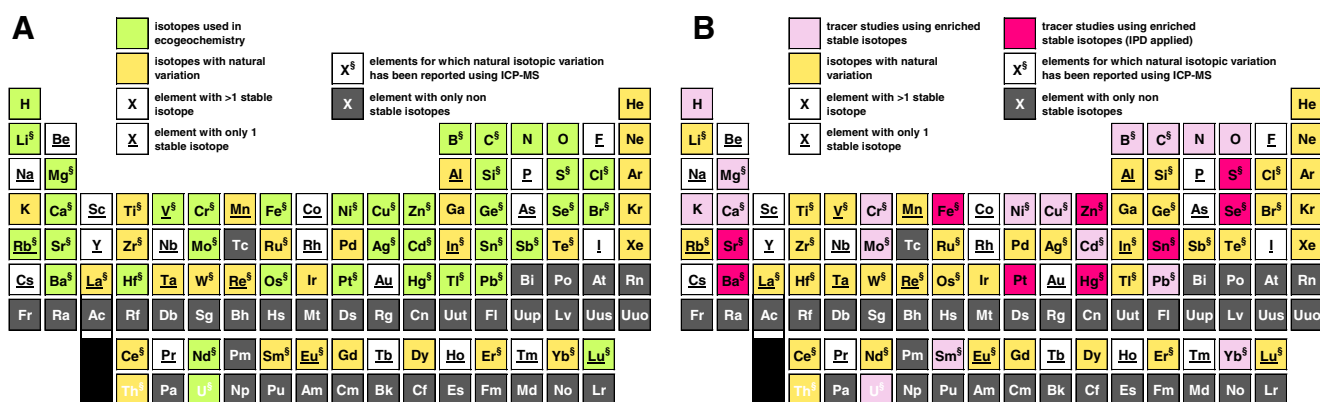 A
isotopes used in
ecogeochemistry
isotopes with natural
variation
X
element with >1 stable
isotope
X
element with only 1
stable isotope
X§
elements for which natural isotopic variation
has been reported using ICP-MS
X
element with only non
stable isotopes
H He
Li§ Be B§ C§ N O F Ne
Na Mg§ Al Si§ P S§ Cl§ Ar
K Ca§ Sc Ti§ V§ Cr§ Mn Fe§ Co Ni§ Cu§ Zn§ Ga Ge§ As Se§ Br§ Kr
Rb§ Sr§ Y Zr§ Nb Mo§ Tc Ru§ Rh Pd Ag§ Cd§ In§ Sn§ Sb§ Te§ I Xe
Cs Ba§ La§ Hf§ Ta W§ Re§ Os§ Ir Pt§ Au Hg§ Tl§ Pb§ Bi Po At Rn
Fr Ra Ac Rf Db Sg Bh Hs Mt Ds Rg Cn Uut Fl Uup Lv Uus Uuo
Ce§ Pr Nd§ Pm Sm§ Eu§ Gd Tb Dy Ho Er§ Tm Yb§ Lu§
Th§ Pa U§ Np Pu Am Cm Bk Cf Es Fm Md No Lr
B
tracer studies using enriched
stable isotopes
isotopes with natural
variation
X
element with >1 stable
isotope
X
element with only 1
stable isotope
tracer studies using enriched
stable isotopes (IPD applied)
X§
elements for which natural isotopic variation
has been reported using ICP-MS
X
element with only non
stable isotopes
H He
Li§ Be B§ C§ N O F Ne
Na Mg§ Al Si§ P S§ Cl§ Ar
K Ca§ Sc Ti§ V§ Cr§ Mn Fe§ Co Ni§ Cu§ Zn§ Ga Ge§ As Se§ Br§ Kr
Rb§ Sr§ Y Zr§ Nb Mo§ Tc Ru§ Rh Pd Ag§ Cd§ In§ Sn§ Sb§ Te§ I Xe
Cs Ba§ La§ Hf§ Ta W§ Re§ Os§ Ir Pt Au Hg§ Tl§ Pb§ Bi Po At Rn
Fr Ra Ac Rf Db Sg Bh Hs Mt Ds Rg Cn Uut Fl Uup Lv Uus Uuo
Ce§ Pr Nd§ Pm Sm§ Eu§ Gd Tb Dy Ho Er§ Tm Yb§ Lu§
Th§ Pa U§ Np Pu Am Cm Bk Cf Es Fm Md No Lr